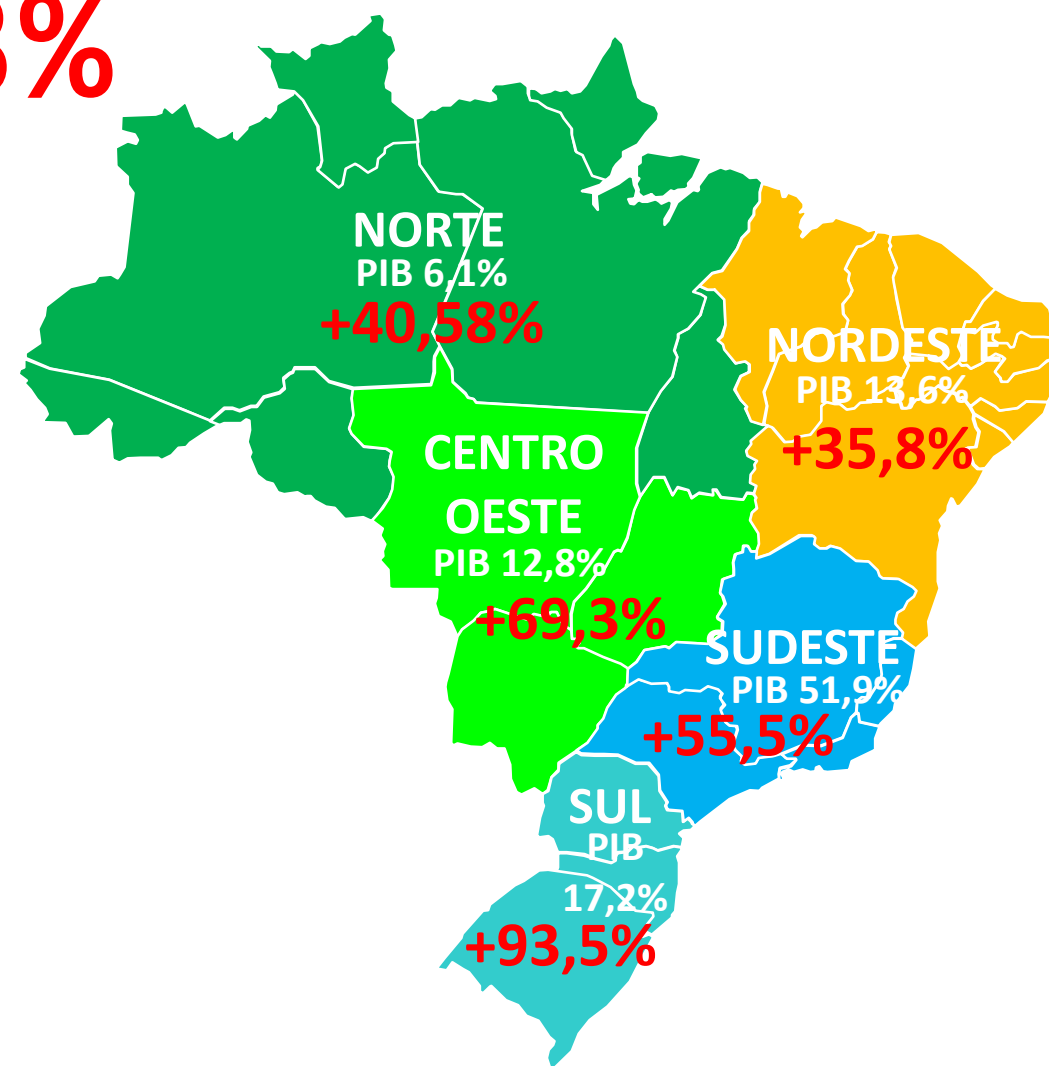 3%
NORTE
PIB 6,1%
+40,58%
NORDESTE
PIB 13,6%
+35,8%
CENTRO
OESTE
PIB 12,8%
+69,3%
SUDESTE
PIB 51,9%
+55,5%
SUL
PIB
17,2%
+93,5%